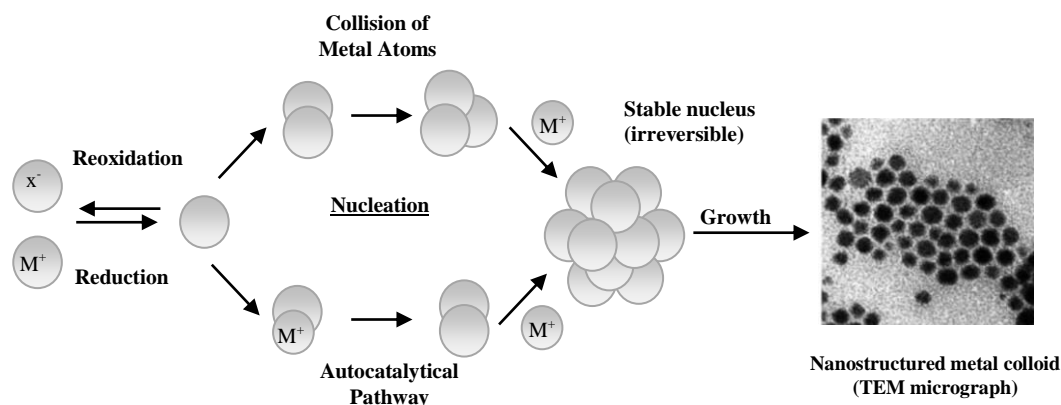 Collision of
Metal Atoms
M⁺
Stable nucleus
(irreversible)
Reoxidation
x⁻
Nucleation
Growth
M⁺
Reduction
M⁺
M⁺
Autocatalytical
Pathway
Nanostructured metal colloid
(TEM micrograph)